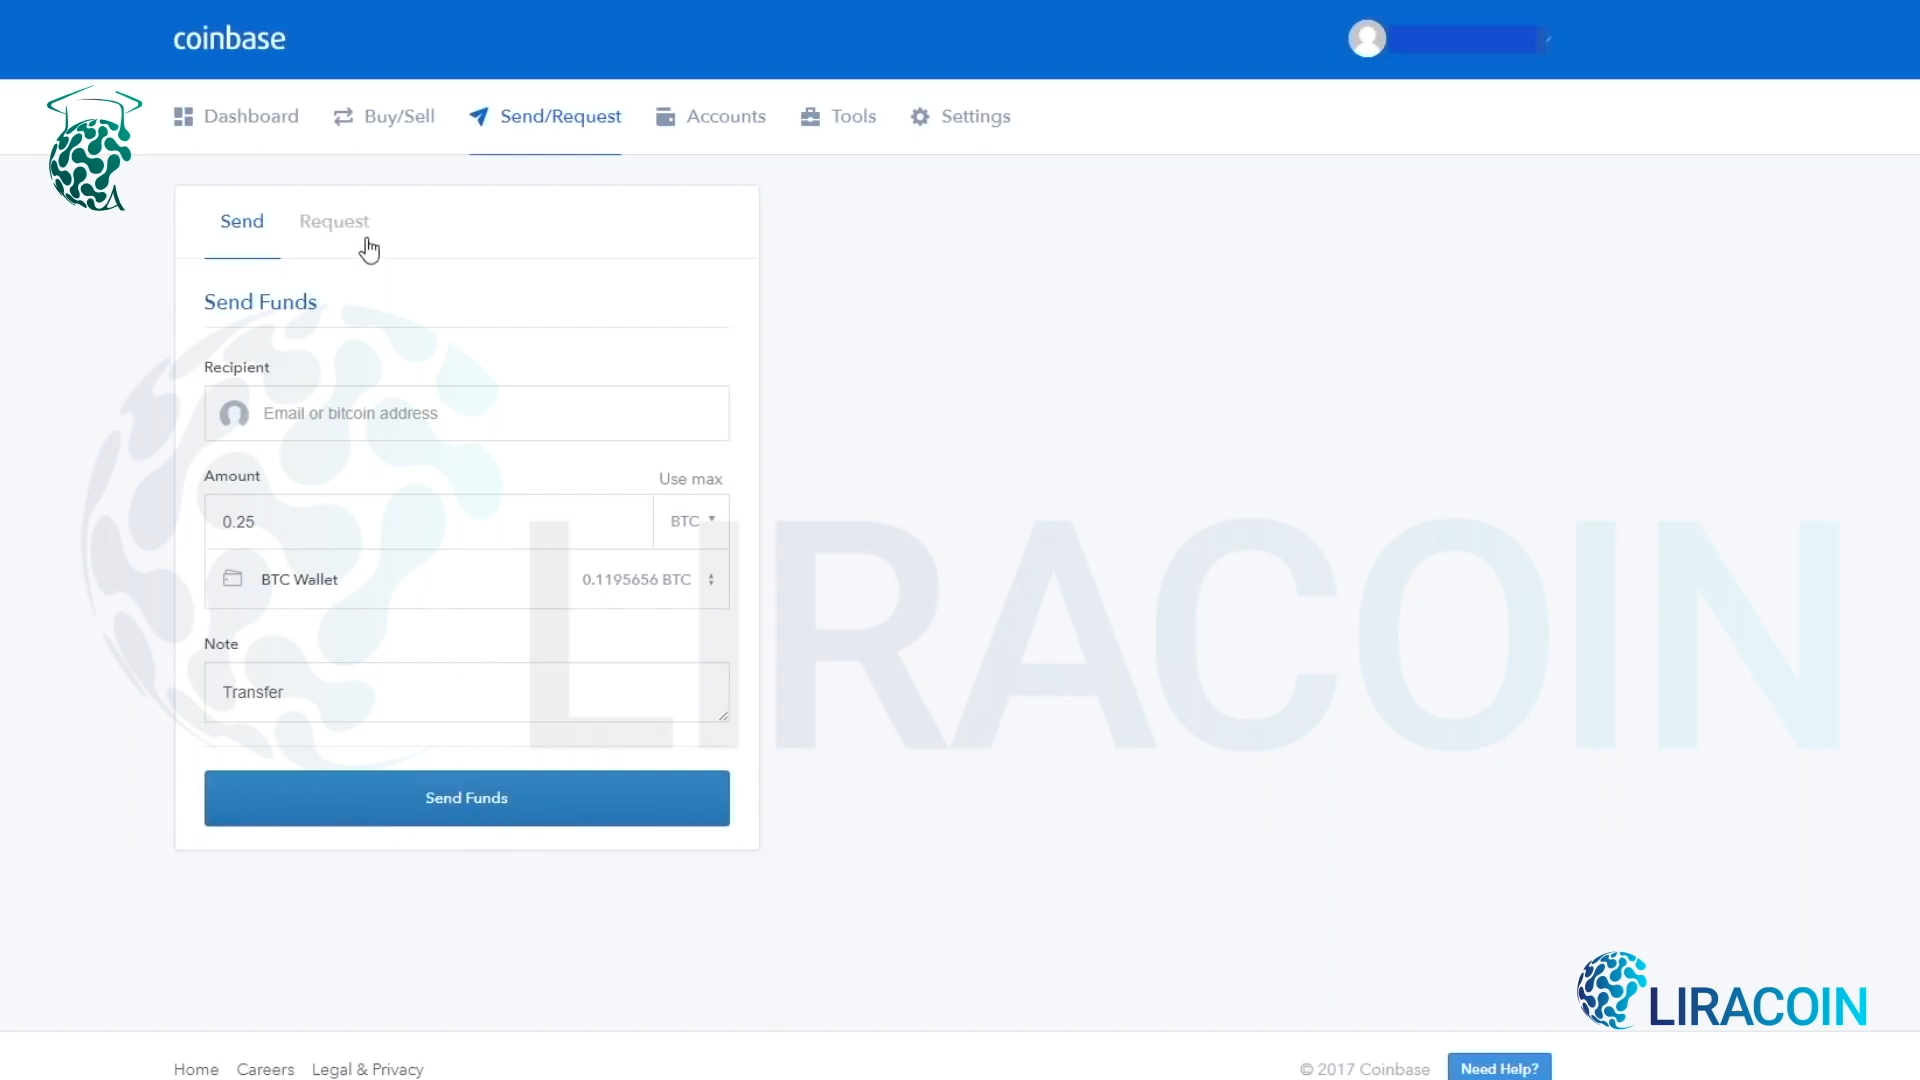 coinbase
Dashboard
Buy/Sell
Send/Request
Accounts
Tools
Settings
Send
Request
Send Funds
Recipient
Email or bitcoin address
Amount
Use max
0.25
BTC
BTC Wallet
0.1195656 BTC
Note
Transfer
LIRACOIN
Send Funds
LIRACOIN
Home
Careers
Legal & Privacy
© 2017 Coinbase
Need Help?